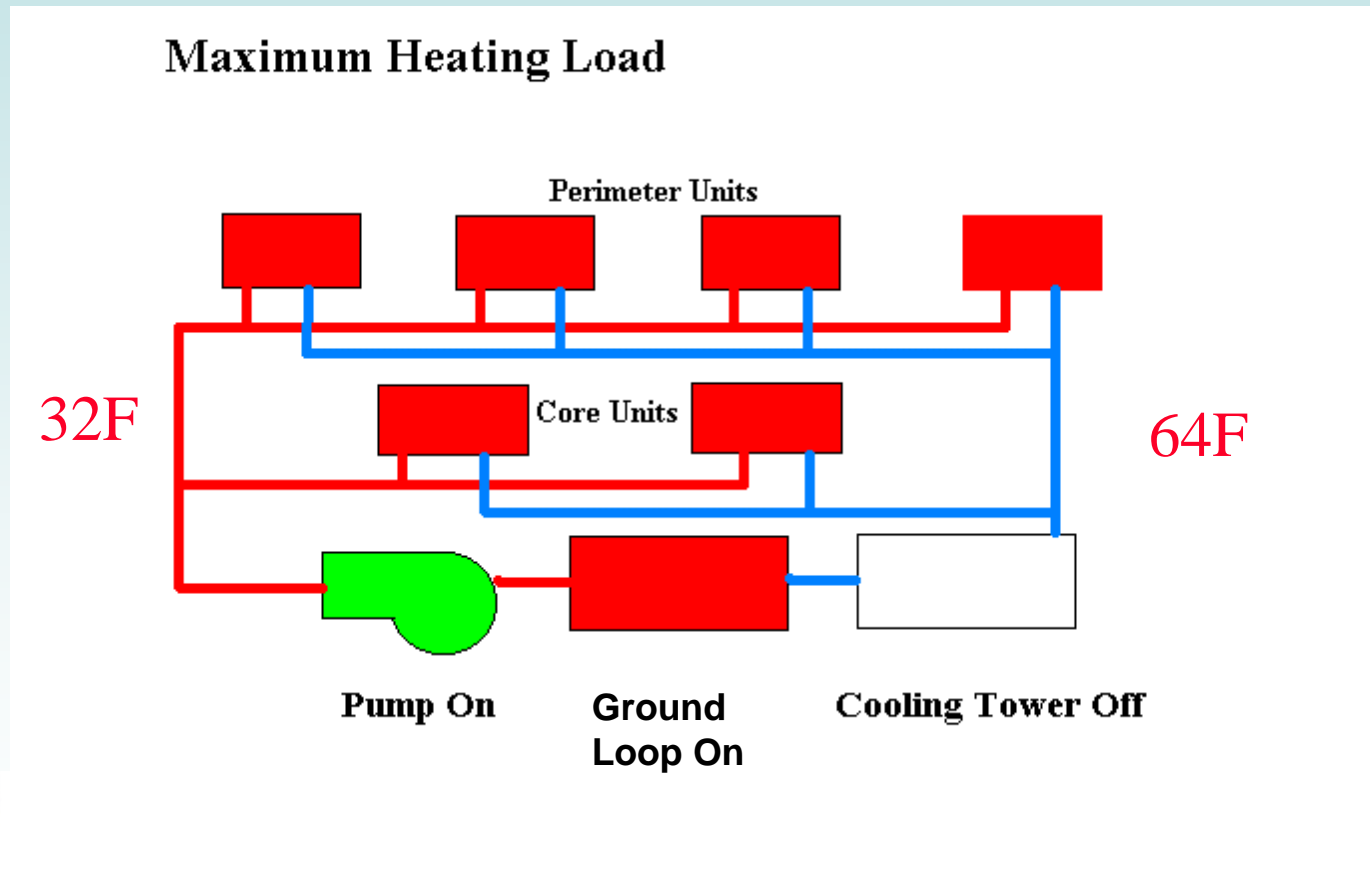 Maximum Heating Load
Perimeter Units
32F
Core Units
64F
Pump On
Ground
Loop On
Cooling Tower Off